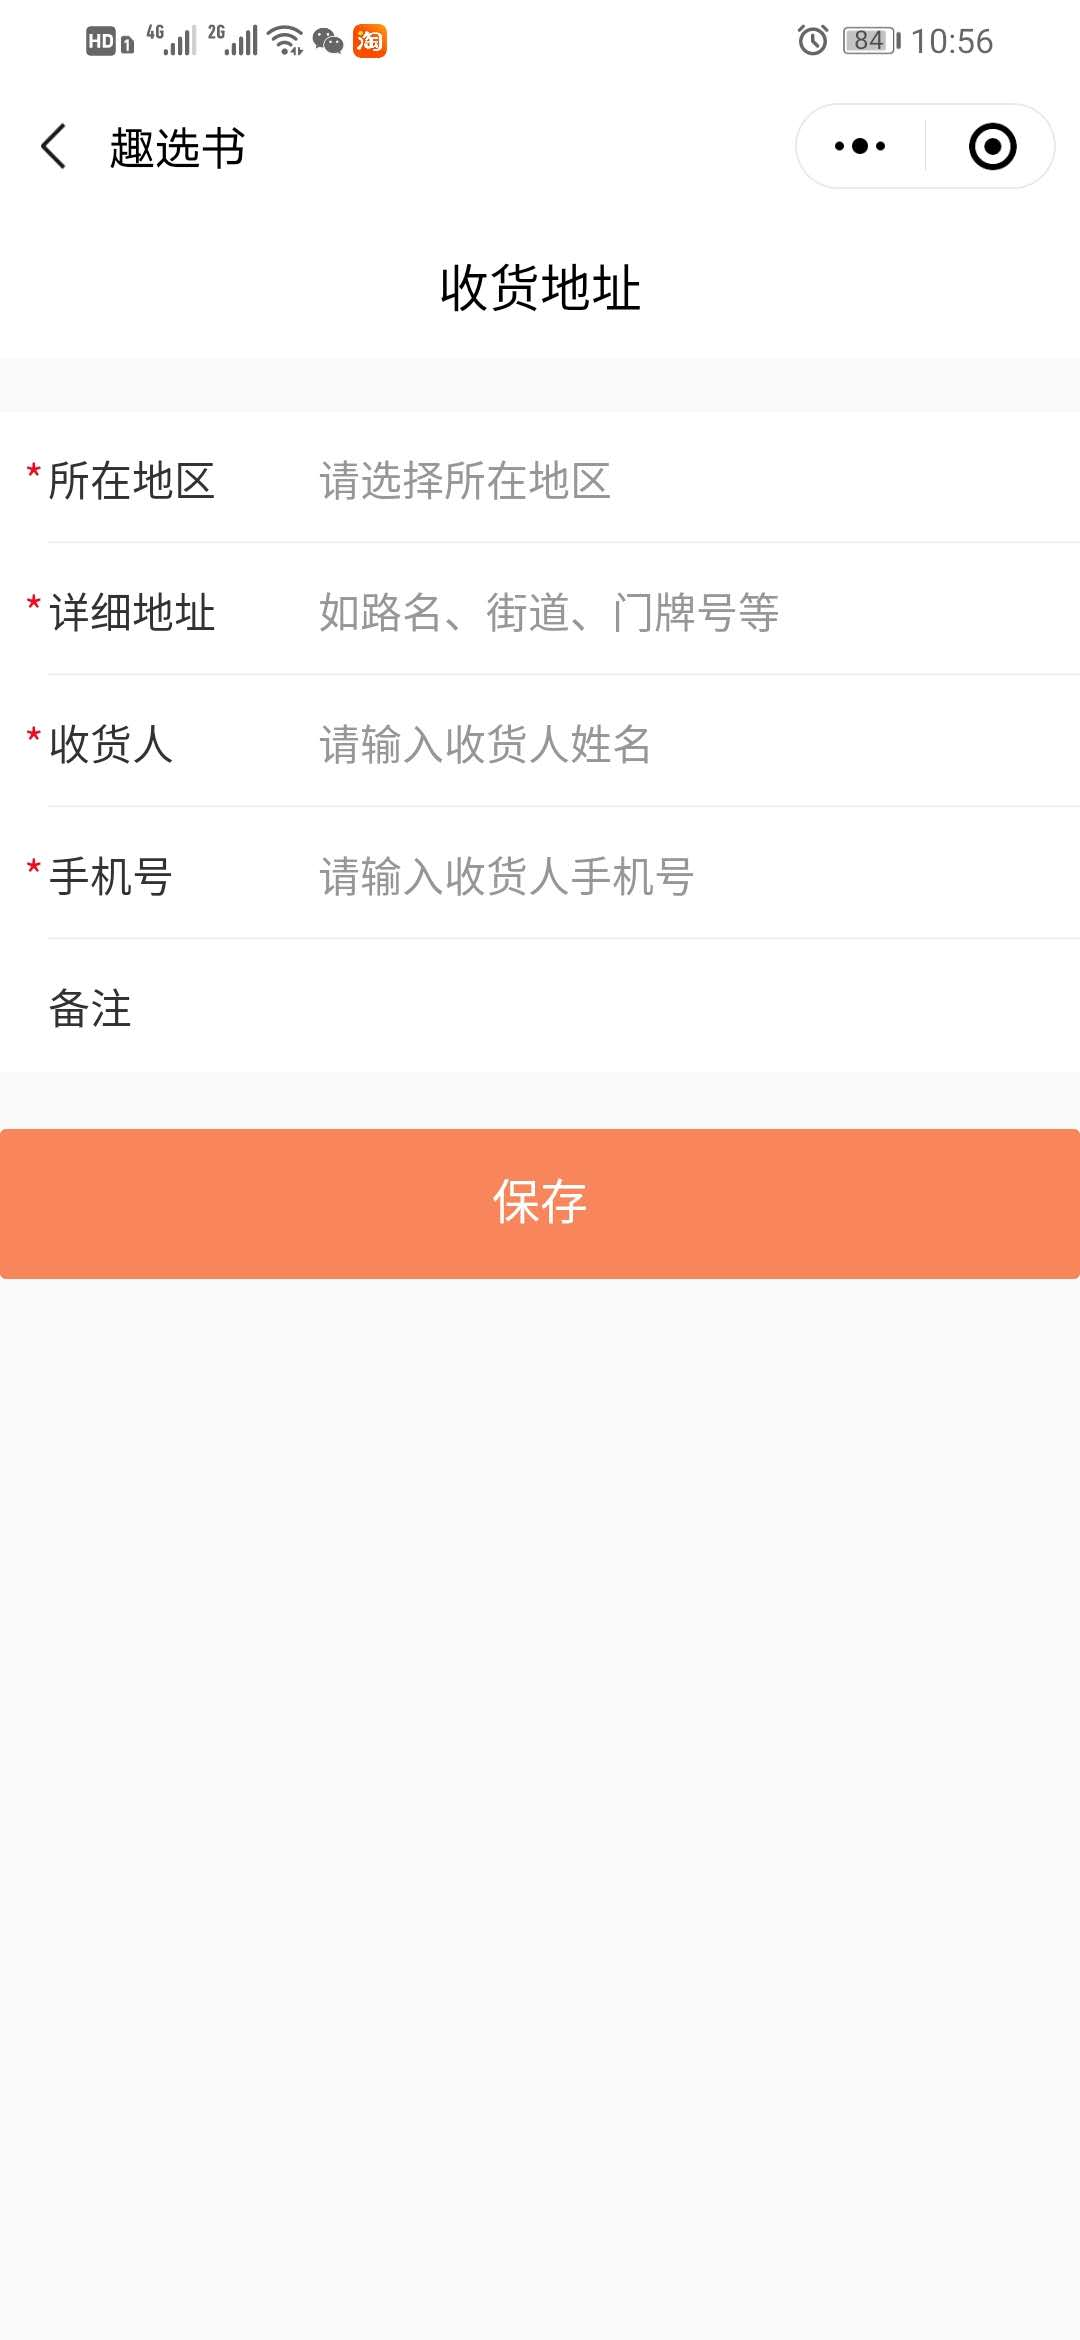 HD 1 4G 2G 淘 84 10:56
趣选书
收货地址
*所在地区 请选择所在地区
*详细地址 如路名、街道、门牌号等
*收货人 请输入收货人姓名
*手机号 请输入收货人手机号
备注
保存